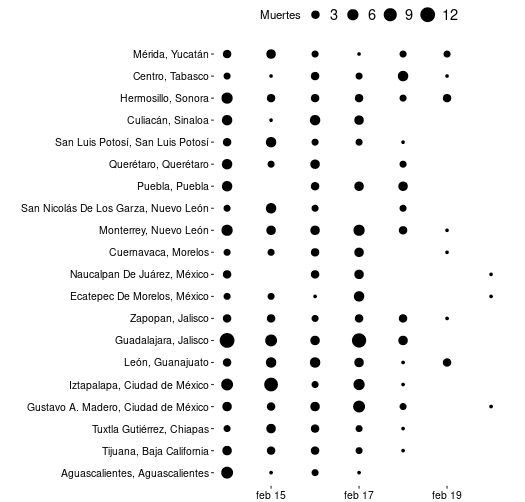 Muertes 3 6 9 12
Mérida, Yucatán
Centro, Tabasco
Hermosillo, Sonora
Culiacán, Sinaloa
San Luis Potosí, San Luis Potosí
Querétaro, Querétaro
Puebla, Puebla
San Nicolás De Los Garza, Nuevo León
Monterrey, Nuevo León
Cuernavaca, Morelos
Naucalpan De Juárez, México
Ecatepec De Morelos, México
Zapopan, Jalisco
Guadalajara, Jalisco
León, Guanajuato
Iztapalapa, Ciudad de México
Gustavo A. Madero, Ciudad de México
Tuxtla Gutiérrez, Chiapas
Tijuana, Baja California
Aguascalientes, Aguascalientes
feb 15 feb 17 feb 19